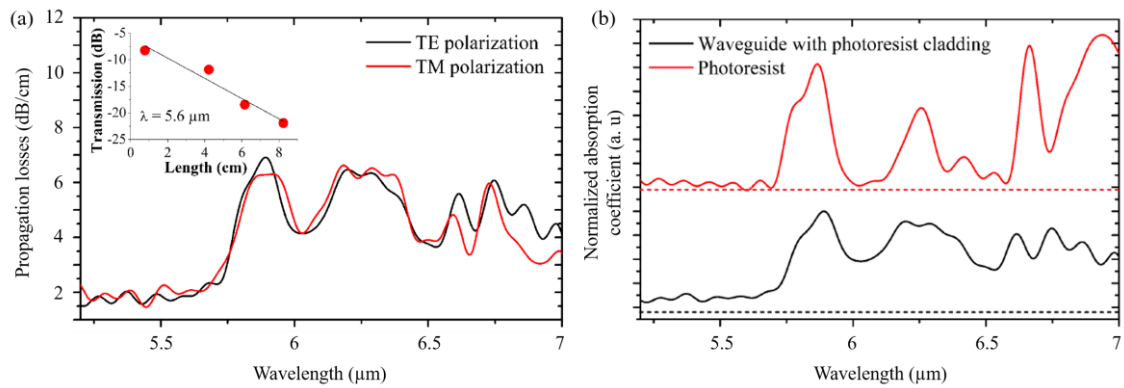 (a)
12
10
8
6
4
2
Propagation losses (dB/cm)
5.5
6
6.5
7
Wavelength (µm)
TE polarization
TM polarization
Transmission (dB)
-5
-10
-15
-20
-25
0
2
4
6
8
Length (cm)
λ = 5.6 µm
(b)
Normalized absorption
coefficient (a. u)
Waveguide with photoresist cladding
Photoresist
5.5
6
6.5
7
Wavelength (µm)